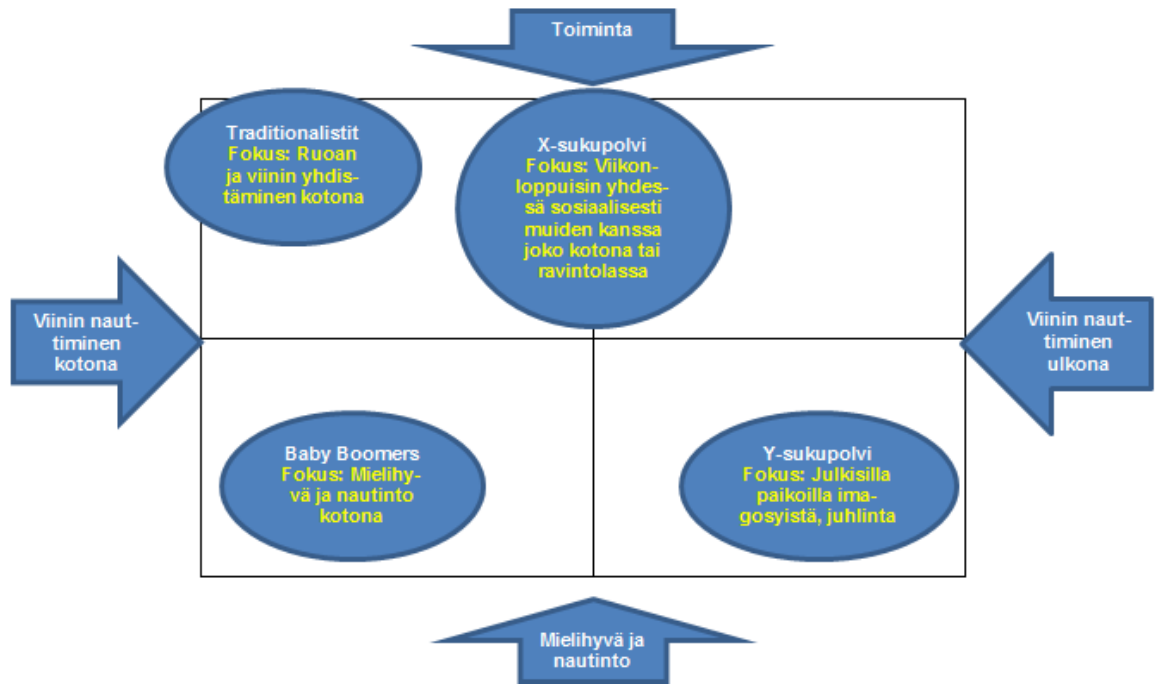 Toiminta
Traditionalistit
Fokus: Ruoan
ja viinin yhdis-
täminen kotona
X-sukupolvi
Fokus: Viikon-
loppuisin yhdes-
sä sosiaalisesti
muiden kanssa
joko kotona tai
ravintolassa
Viinin naut-
timinen
kotona
Viinin naut-
timinen
ulkona
Baby Boomers
Fokus: Mielihy-
vä ja nautinto
kotona
Y-sukupolvi
Fokus: Julkisilla
paikoilla ima-
gosyistä, juhlinta
Mielihyvä ja
nautinto